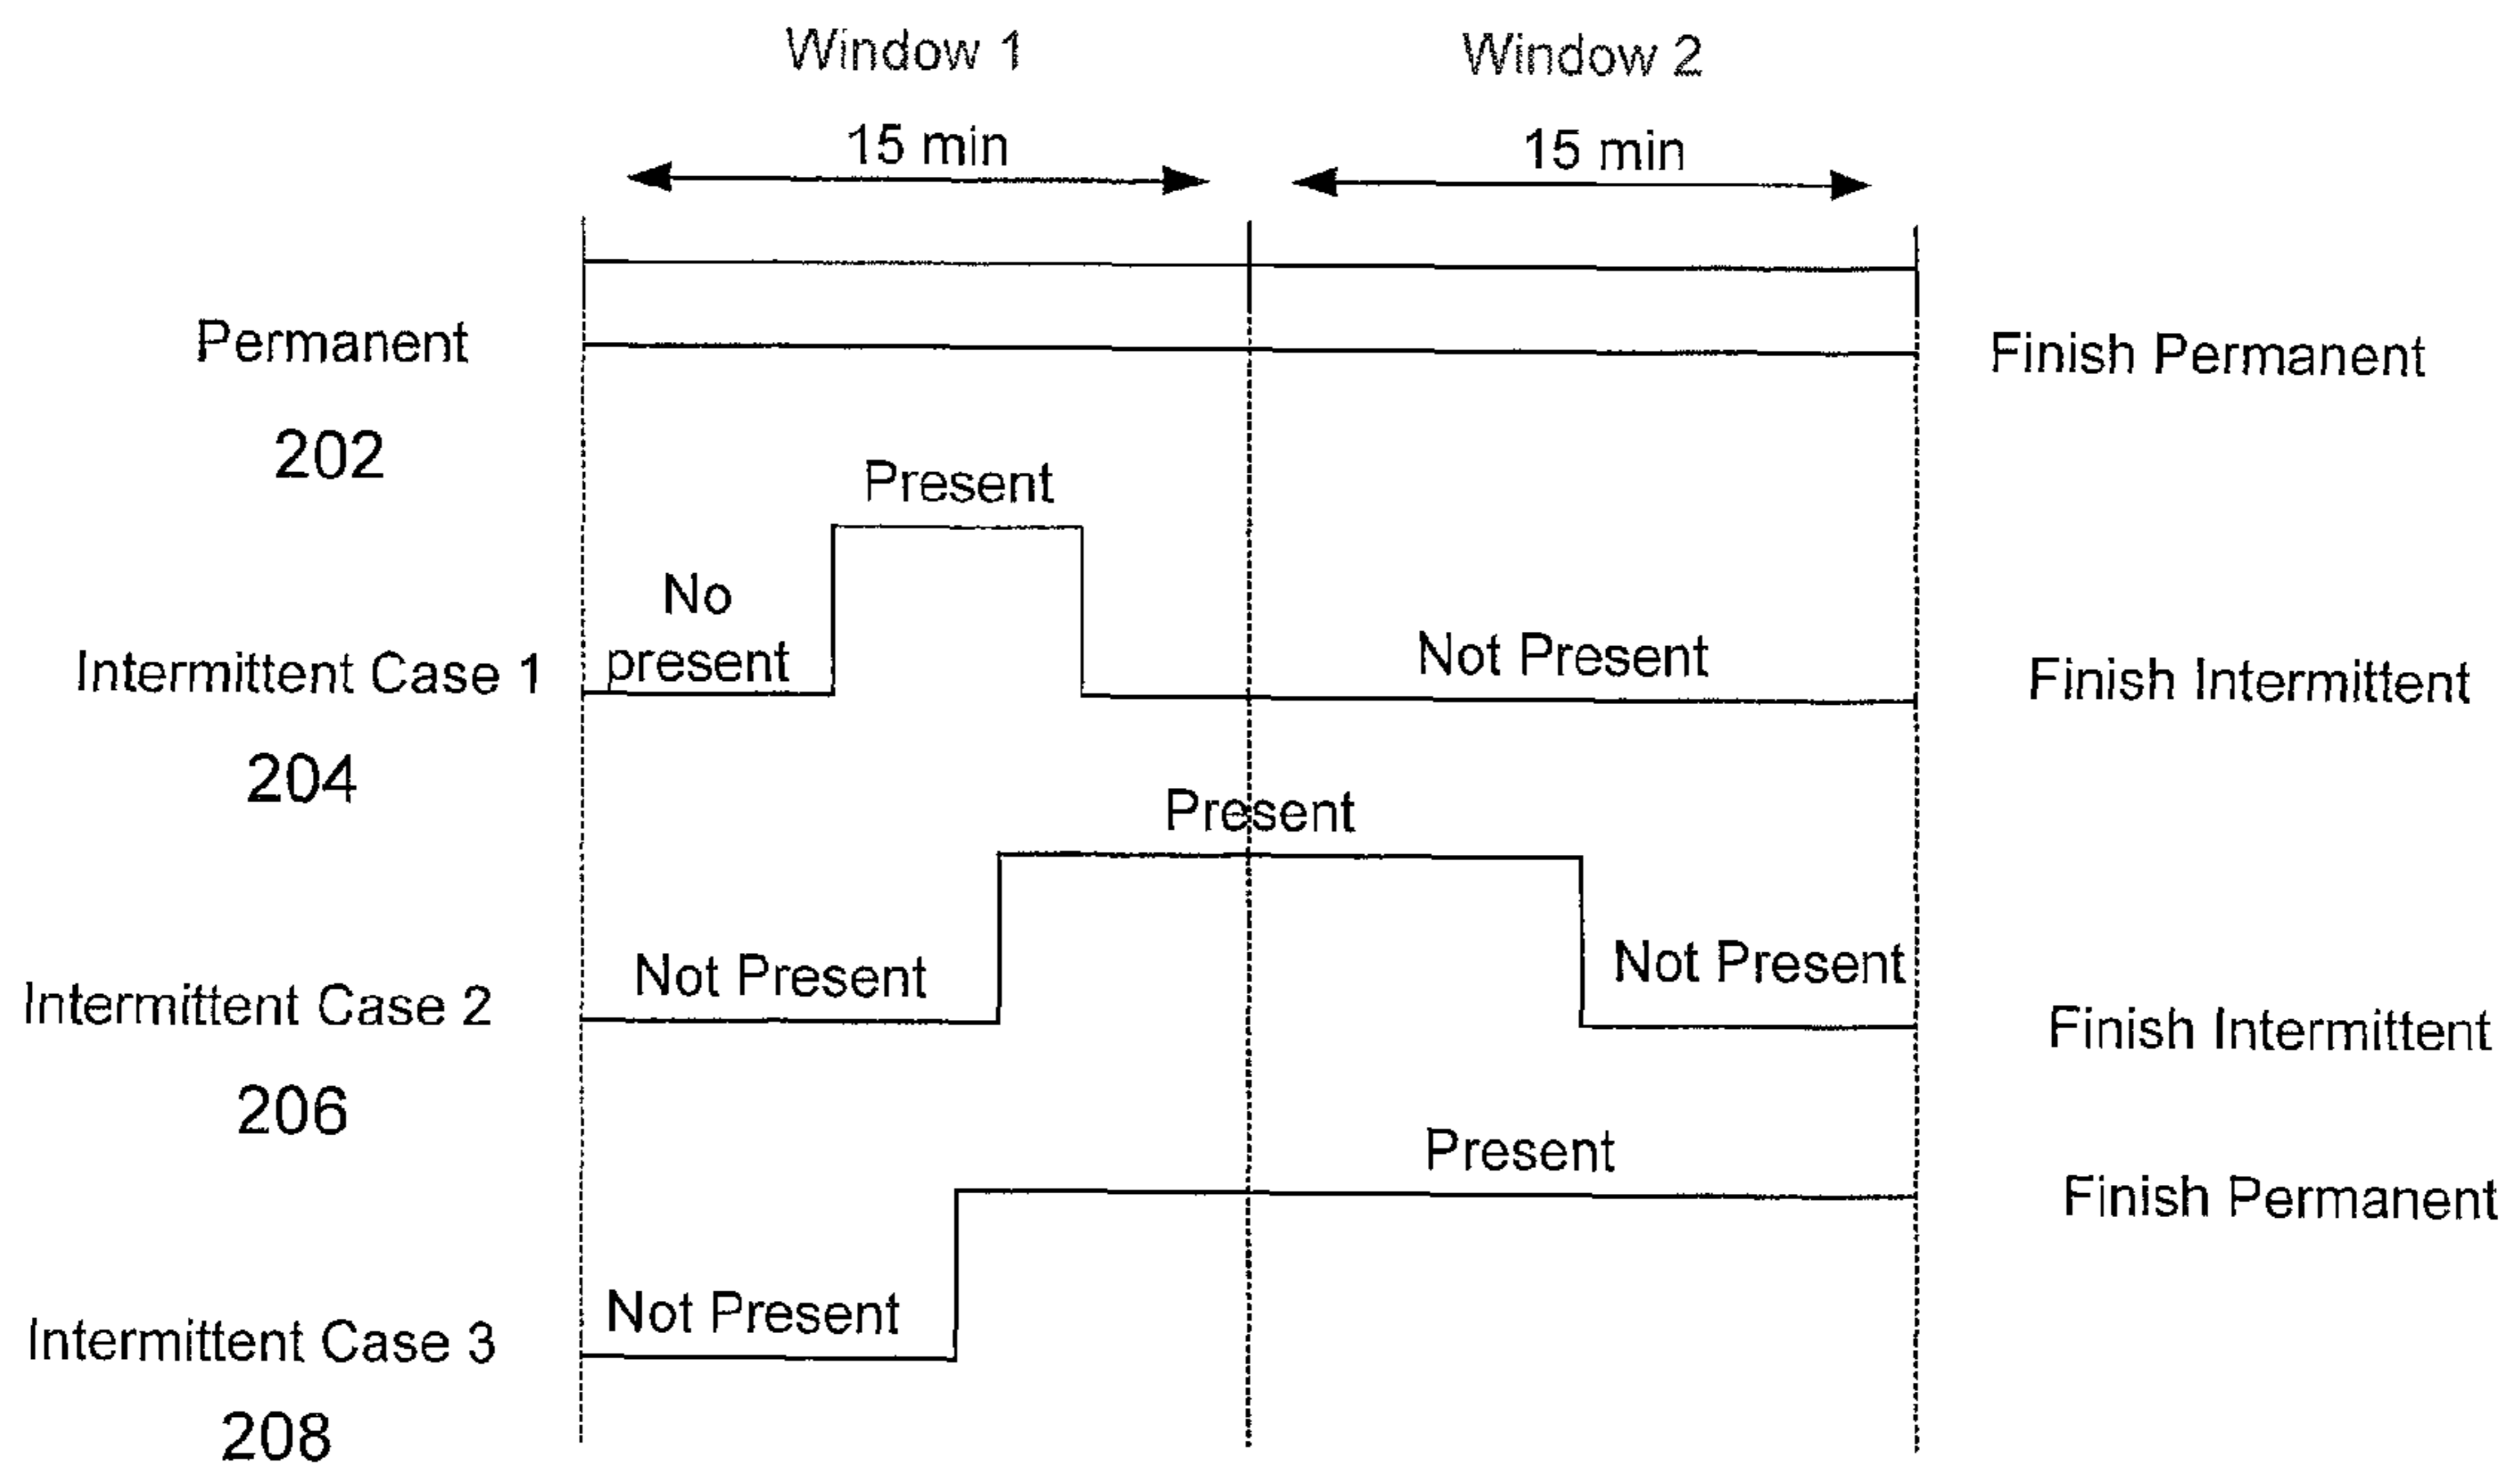 Window 1
Window 2
15 min
15 min
Permanent
Finish Permanent
202
Present
No
present
Not Present
Intermittent Case 1
Finish Intermittent
204
Present
Not Present
Not Present
Intermittent Case 2
Finish Intermittent
206
Present
Finish Permanent
Not Present
Intermittent Case 3
208